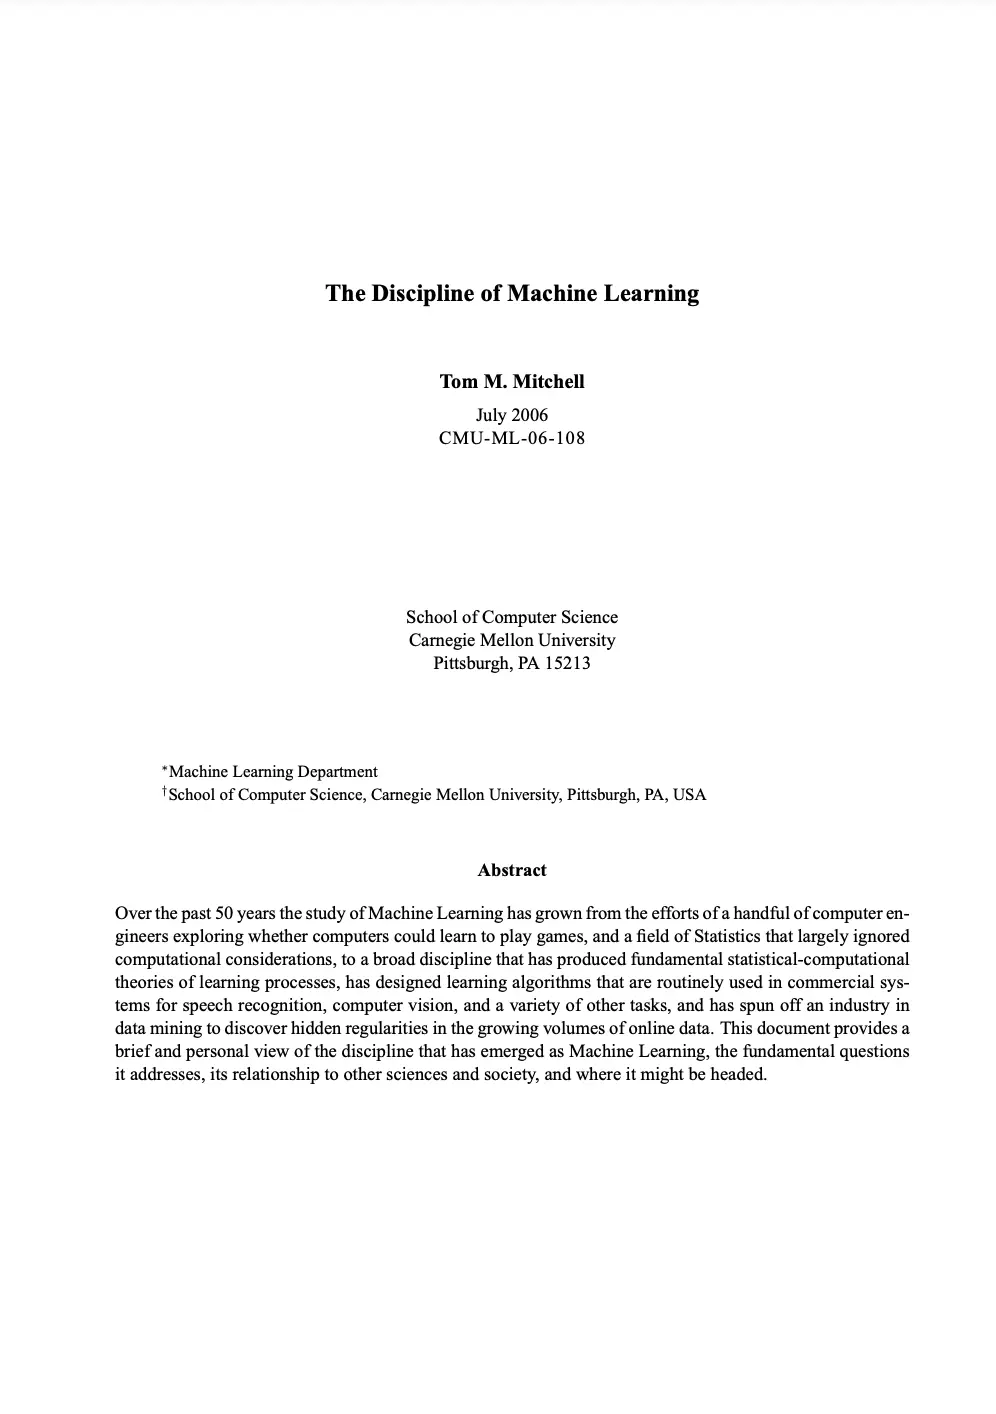 The Discipline of Machine Learning
Tom M. Mitchell
July 2006
CMU-ML-06-108
School of Computer Science
Carnegie Mellon University
Pittsburgh, PA 15213
*Machine Learning Department
†School of Computer Science, Carnegie Mellon University, Pittsburgh, PA, USA
Abstract
Over the past 50 years the study of Machine Learning has grown from the efforts of a handful of computer en-
gineers exploring whether computers could learn to play games, and a field of Statistics that largely ignored
computational considerations, to a broad discipline that has produced fundamental statistical-computational
theories of learning processes, has designed learning algorithms that are routinely used in commercial sys-
tems for speech recognition, computer vision, and a variety of other tasks, and has spun off an industry in
data mining to discover hidden regularities in the growing volumes of online data. This document provides a
brief and personal view of the discipline that has emerged as Machine Learning, the fundamental questions
it addresses, its relationship to other sciences and society, and where it might be headed.